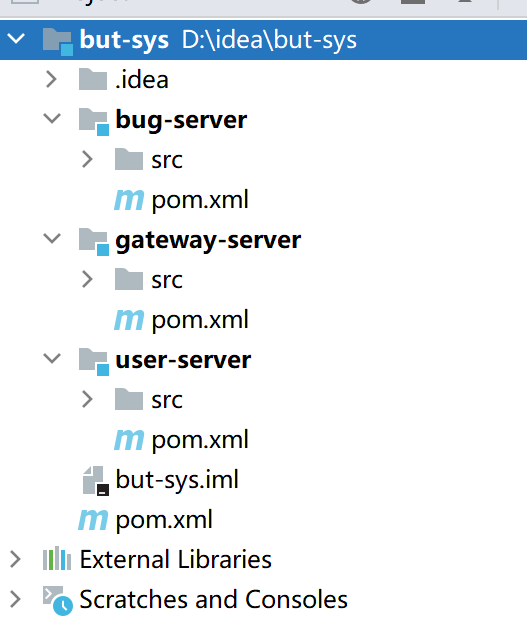 but-sys D:\idea\but-sys
.idea
bug-server
src
m pom.xml
gateway-server
src
m pom.xml
user-server
src
m pom.xml
but-sys.iml
m pom.xml
External Libraries
Scratches and Consoles